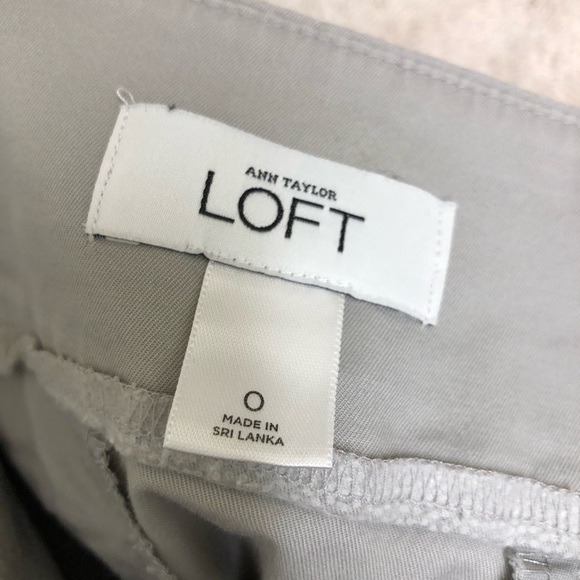 ANN TAYLOR
LOFT
0
MADE IN
SRI LANKA